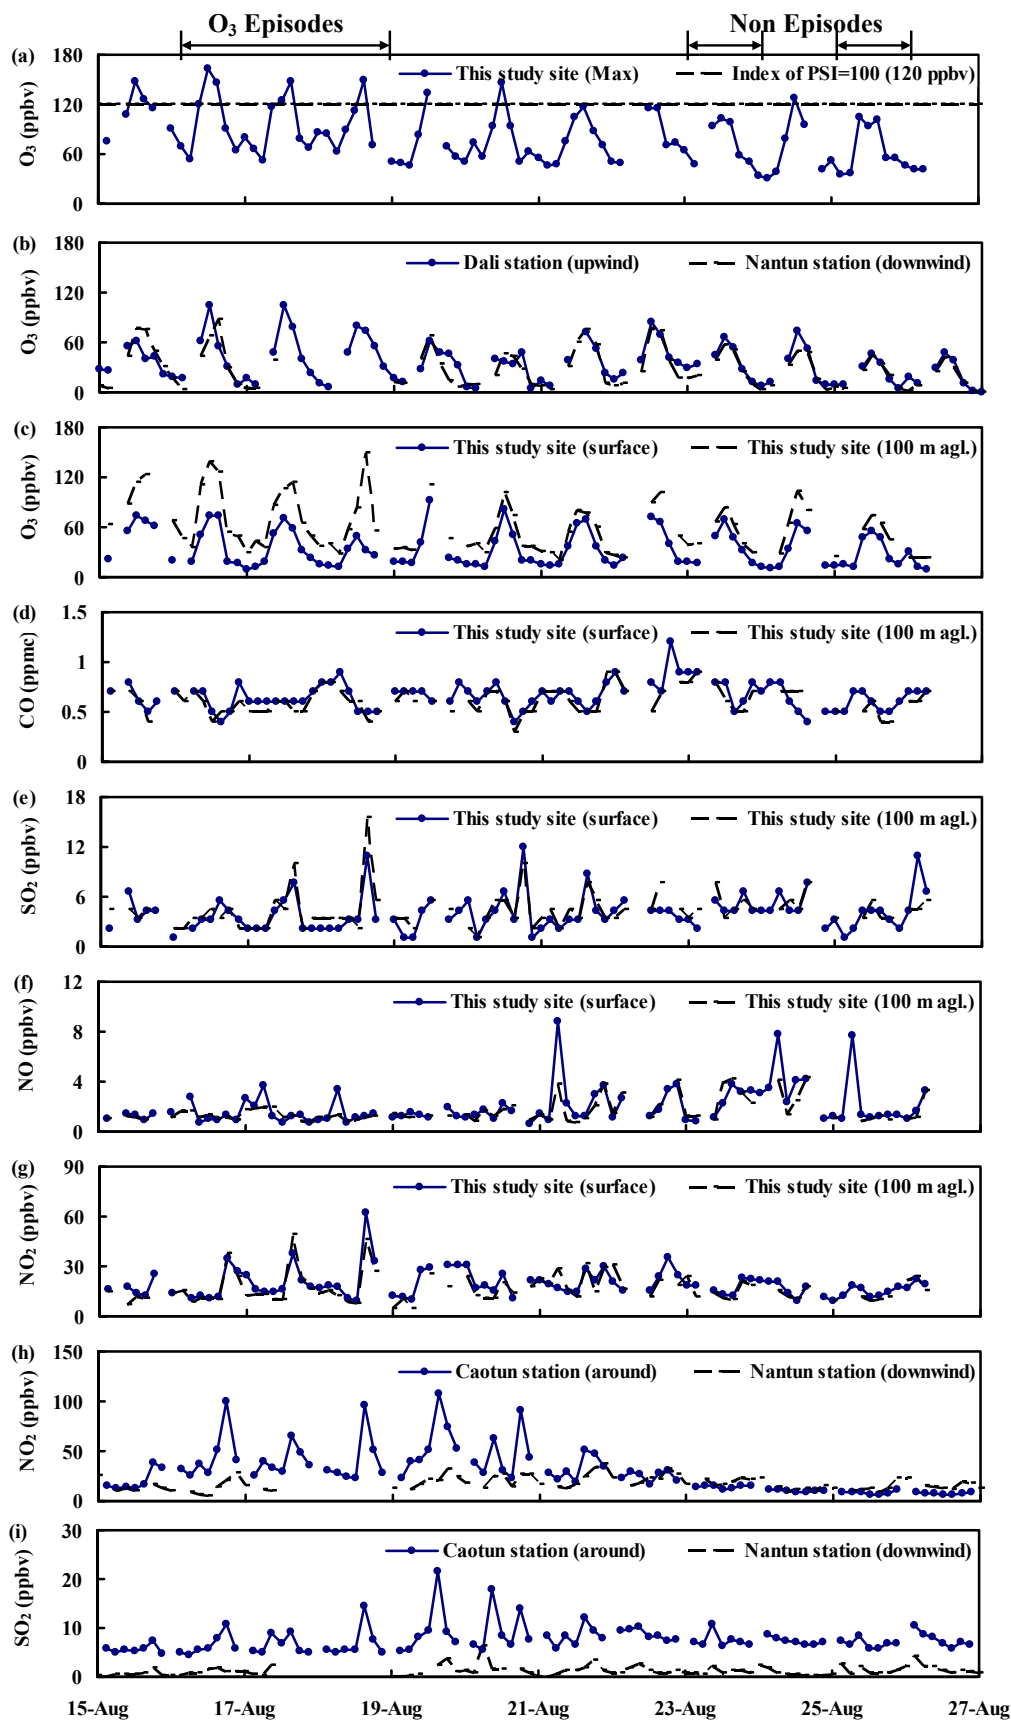 O3 Episodes Non Episodes
(a)
180
120
60
0
O3 (ppbv)
This study site (Max) Index of PSI=100 (120 ppbv)
(b)
180
120
60
0
O3 (ppbv)
Dali station (upwind) Nantun station (downwind)
(c)
180
120
60
0
O3 (ppbv)
This study site (surface) This study site (100 m agl.)
(d)
1.5
1
0.5
0
CO (ppmc)
This study site (surface) This study site (100 m agl.)
(e)
18
12
6
0
SO2 (ppbv)
This study site (surface) This study site (100 m agl.)
(f)
12
8
4
0
NO (ppbv)
This study site (surface) This study site (100 m agl.)
(g)
90
60
30
0
NO2 (ppbv)
This study site (surface) This study site (100 m agl.)
(h)
150
100
50
0
NO2 (ppbv)
Caotun station (around) Nantun station (downwind)
(i)
30
20
10
0
SO2 (ppbv)
Caotun station (around) Nantun station (downwind)
15-Aug 17-Aug 19-Aug 21-Aug 23-Aug 25-Aug 27-Aug